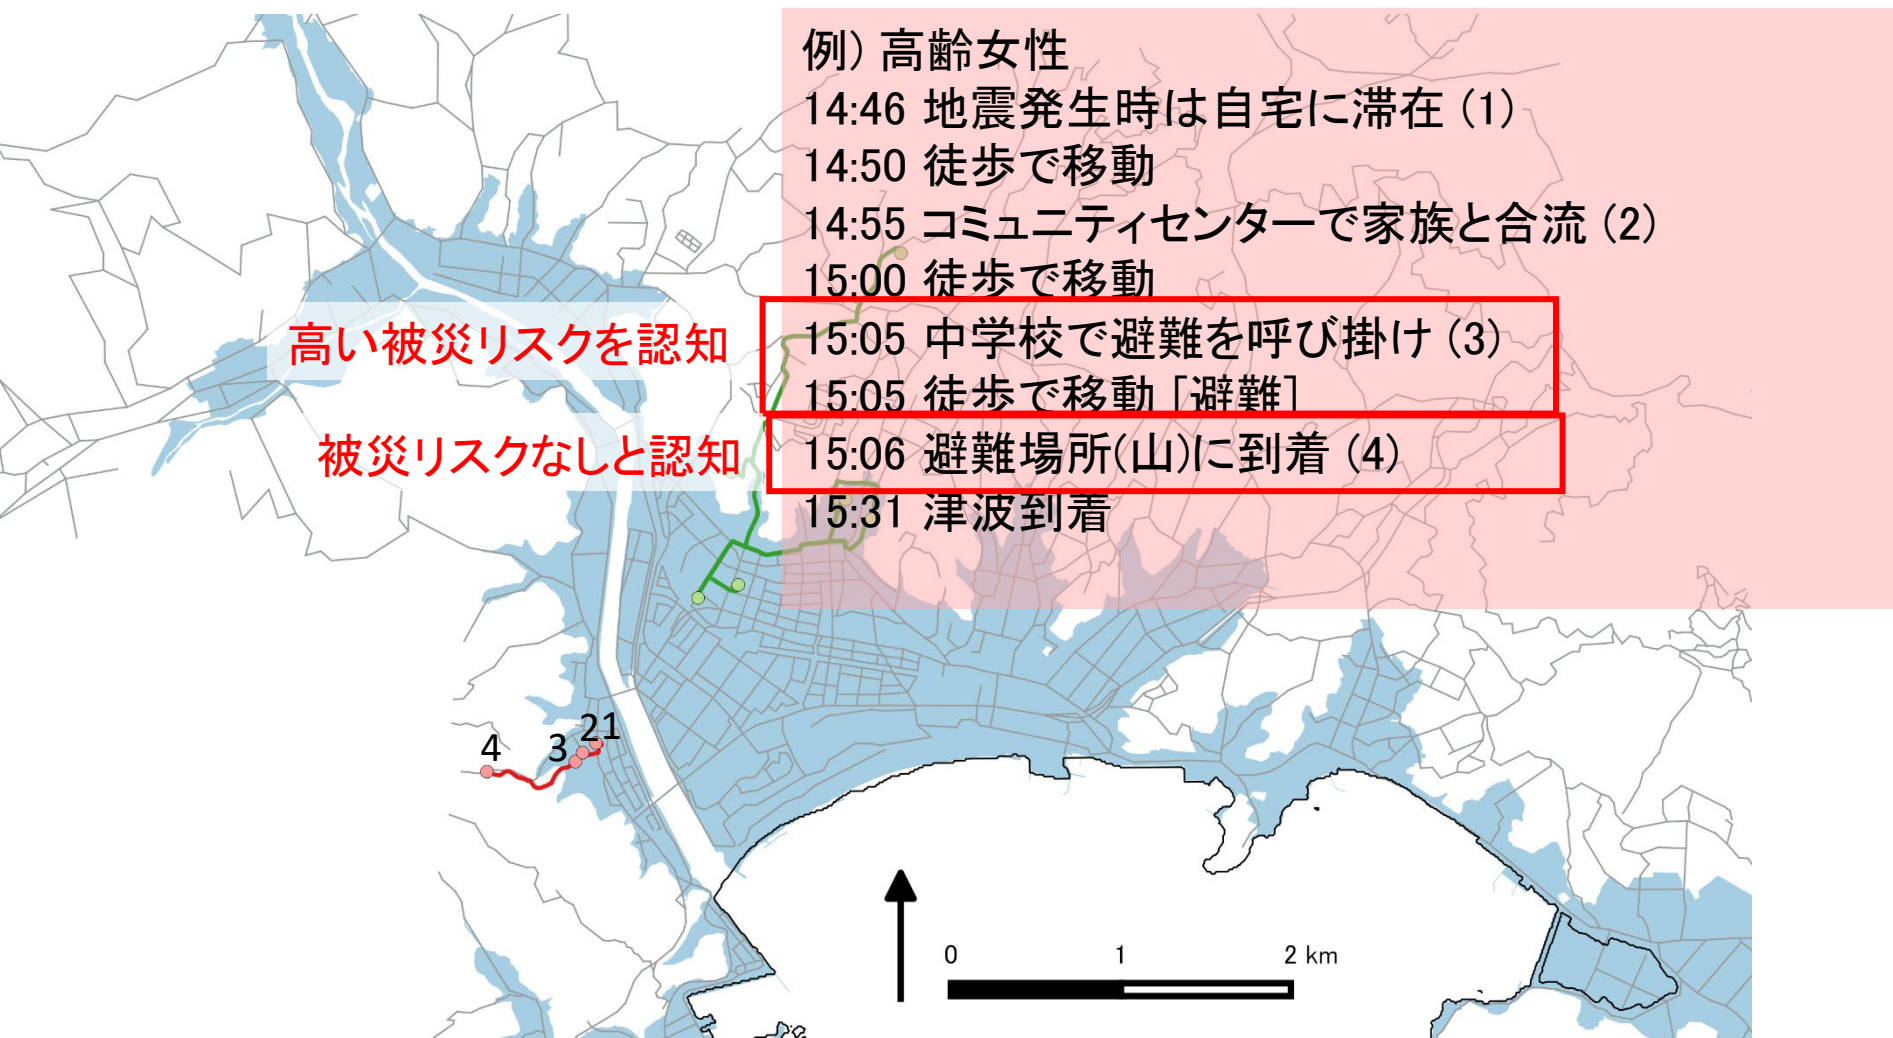 例) 高齢女性
14:46 地震発生時は自宅に滞在 (1)
14:50 徒歩で移動
14:55 コミュニティセンターで家族と合流 (2)
15:00 徒歩で移動
高い被災リスクを認知
15:05 中学校で避難を呼び掛け (3)
15:05 徒歩で移動 [避難]
被災リスクなしと認知
15:06 避難場所(山)に到着 (4)
15:31 津波到着
4
3
2
1
0 1 2 km